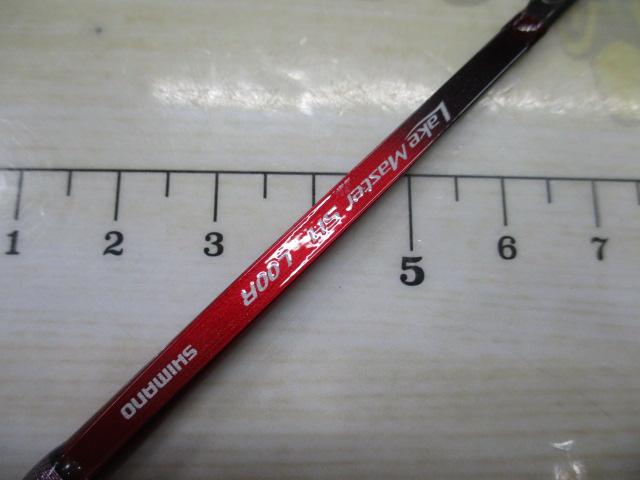 Lake Master SH L00R
SHIMANO
1 2 3 5 6 7